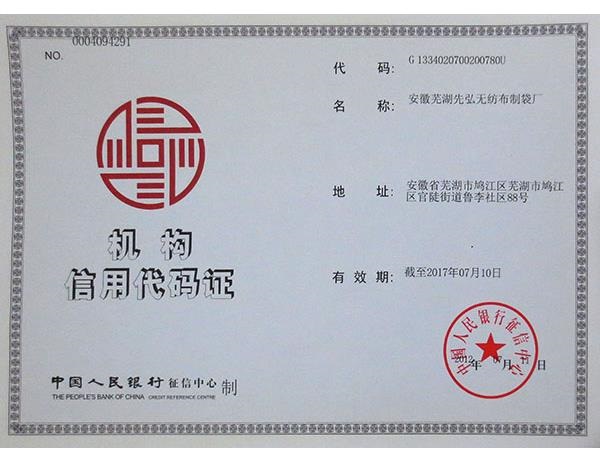 0004094291
NO.
代 码: G 1334020700200780U
名 称: 安徽芜湖先弘无纺布制袋厂
地 址: 安徽省芜湖市鸠江区芜湖市鸠江
区官陡街道鲁李社区88号
机 构
信用代码证
有 效 期: 截至2017年07月10日
中国人民银行征信中心
2012年 07月11日
中国人民银行 征信中心 制
THE PEOPLE'S BANK OF CHINA CREDIT REFERENCE CENTRE